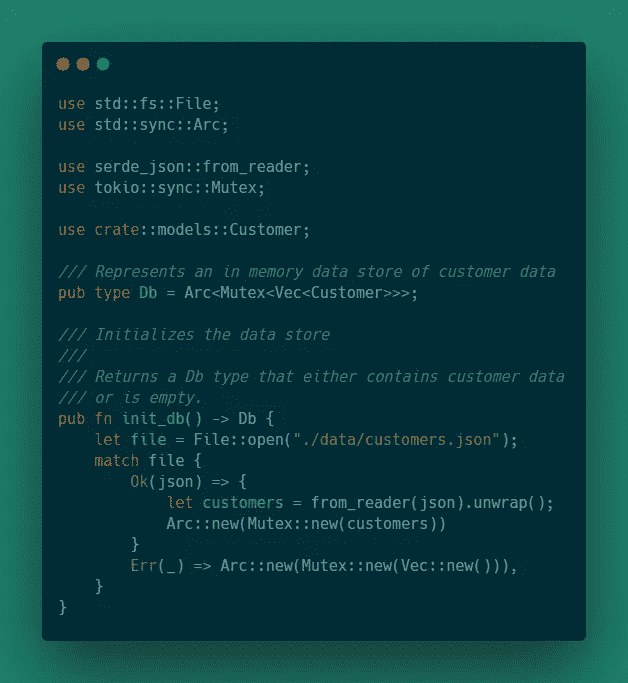 use std::fs::File;
use std::sync::Arc;

use serde_json::from_reader;
use tokio::sync::Mutex;

use crate::models::Customer;

/// Represents an in memory data store of customer data
pub type Db = Arc<Mutex<Vec<Customer>>>;

/// Initializes the data store
///
/// Returns a Db type that either contains customer data
/// or is empty.
pub fn init_db() -> Db {
    let file = File::open("./data/customers.json");
    match file {
        Ok(json) => {
            let customers = from_reader(json).unwrap();
            Arc::new(Mutex::new(customers))
        }
        Err(_) => Arc::new(Mutex::new(Vec::new())),
    }
}